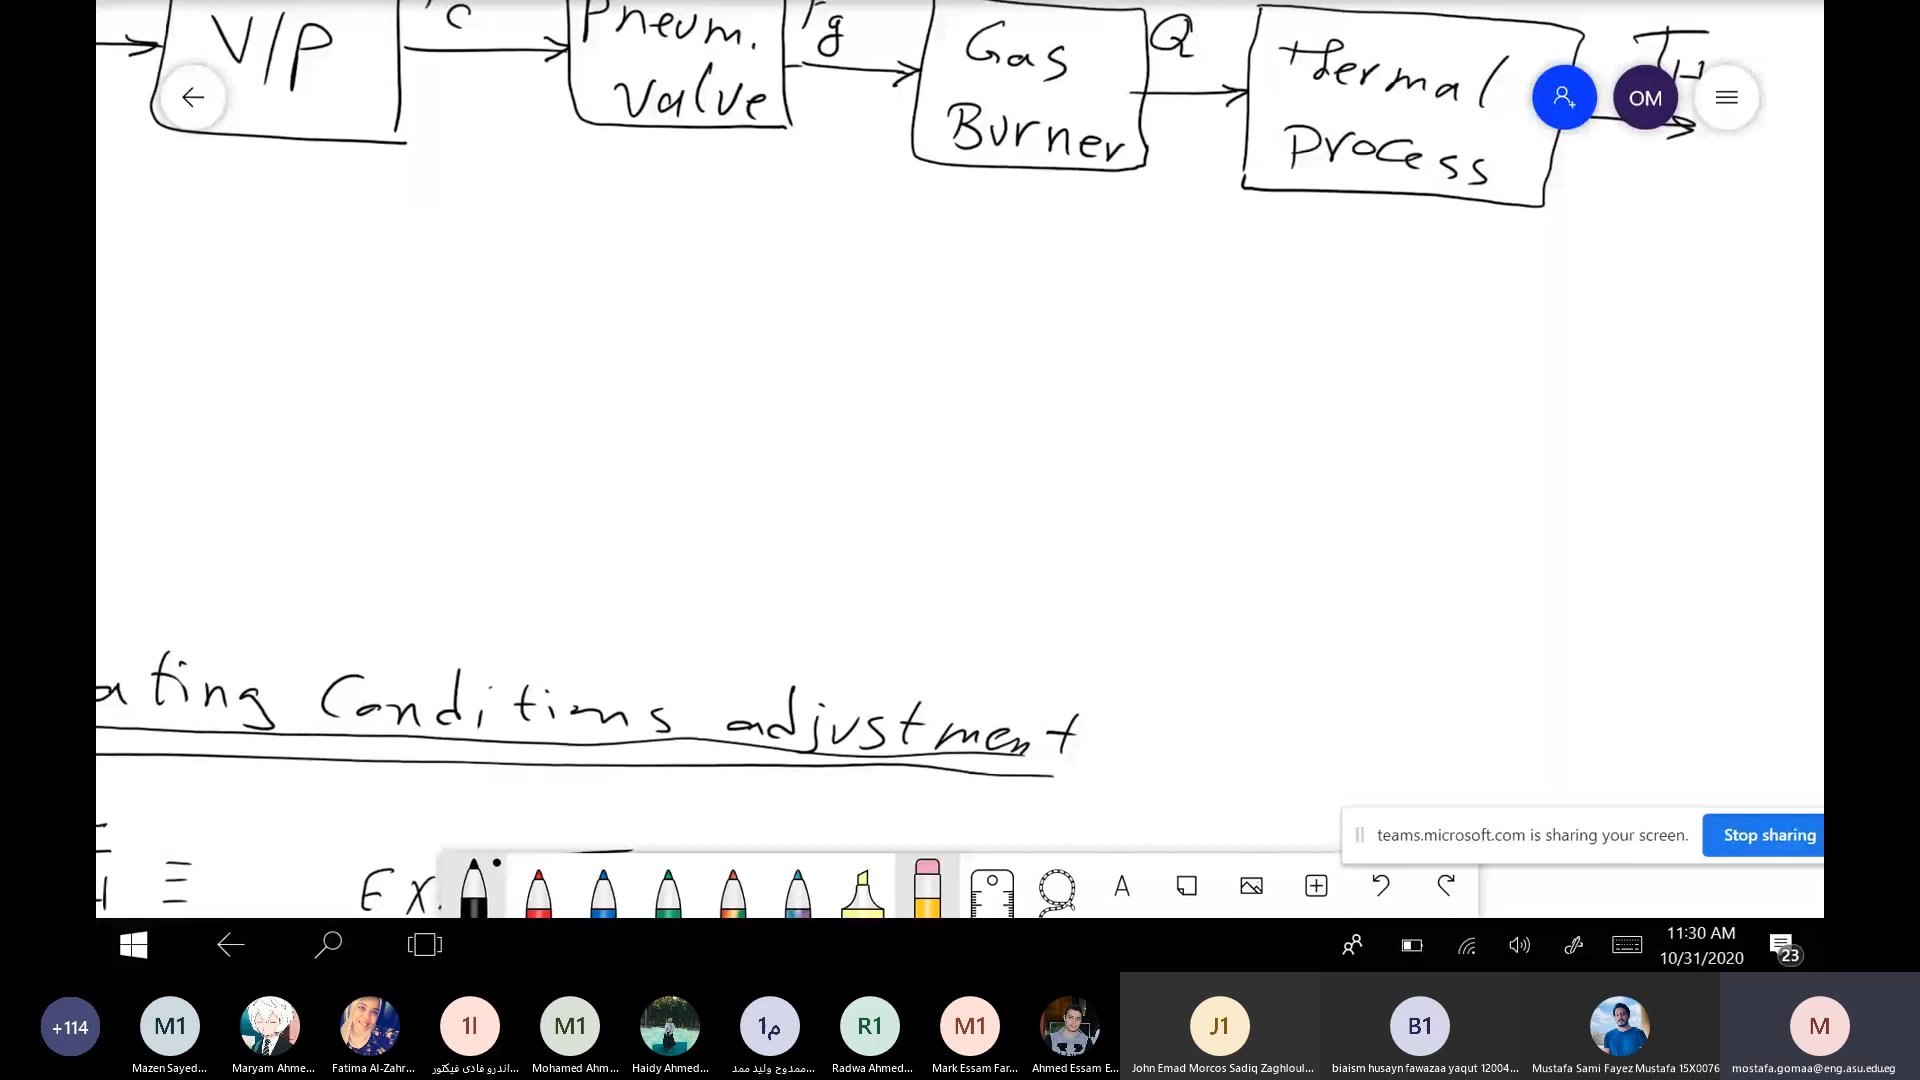 V/P
c
Pneum.
valve
g
Gas
Burner
Q
thermal
process
TH
OM
ating Conditions adjustment
≡
Ex.
teams.microsoft.com is sharing your screen.
Stop sharing
A
11:30 AM
10/31/2020
23
+114
M1
1ا
M1
م1
R1
M1
J1
B1
M
Mazen Sayed...
Maryam Ahme...
Fatima Al-Zahr...
اندرو فادى فيكتور...
Mohamed Ahm...
Haidy Ahmed...
ممدوح وليد ممد...
Radwa Ahmed...
Mark Essam Far...
Ahmed Essam E...
John Emad Morcos Sadiq Zaghloul...
biaism husayn fawazaa yaqut 12004...
Mustafa Sami Fayez Mustafa 15X0076
mostafa.gomaa@eng.asu.edu.eg